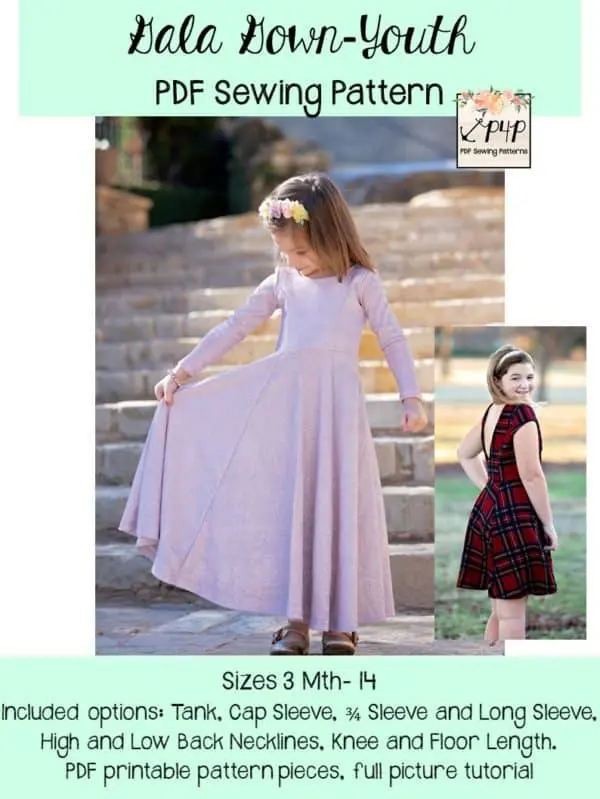 Gala Gown-Youth
PDF Sewing Pattern
P4P
PDF Sewing Patterns
Sizes 3 Mth- 14
Included options: Tank, Cap Sleeve, ¾ Sleeve and Long Sleeve,
High and Low Back Necklines, Knee and Floor Length.
PDF printable pattern pieces, full picture tutorial